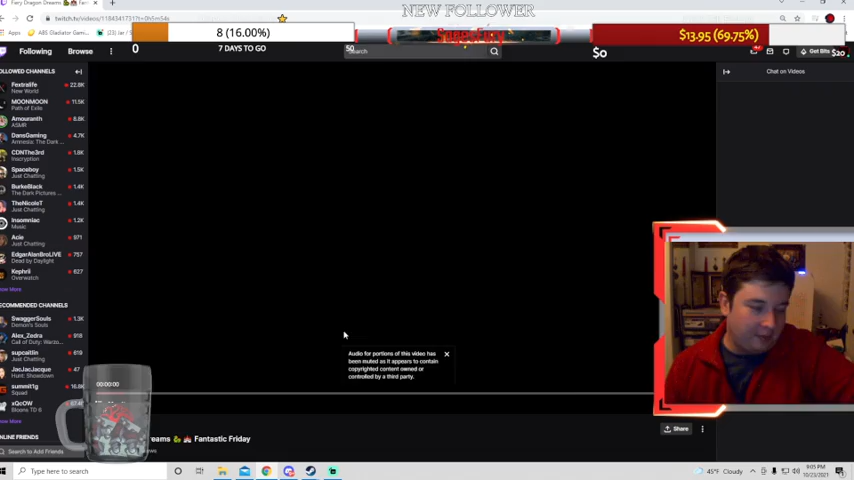 Fairy Dragon Dreams
twitch.tv/videos/1184341731?t=0h5m54s
Apps
ABS Gladiator Gam...
NEW FOLLOWER
8 (16.00%)
0
7 DAYS TO GO
50
$13.95 (69.75%)
$0
$20
Following
Browse
Search
Get Bits
FOLLOWED CHANNELS
Fextralife
22.8K
New World
MOONMOON
11.5K
Path of Exile
Amouranth
8.8K
ASMR
DansGaming
4.7K
Amnesia: The Dark ...
CDNThe3rd
1.8K
Inscryption
Spaceboy
1.5K
Just Chatting
BurkeBlack
1.4K
The Dark Pictures ...
TheNicoleT
1.4K
Just Chatting
Insomniac
1.2K
Music
Acie
971
Just Chatting
EdgarAlanBroLIVE
757
Dead by Daylight
Kephrii
627
Overwatch
RECOMMENDED CHANNELS
SwaggerSouls
1.3K
Demon's Souls
Alex_Zedra
918
Call of Duty: Warzo...
supcaitlin
619
Just Chatting
JacJacJacque
47
Hunt: Showdown
summit1g
16.8K
Squad
xQcOW
Bloons TD 6
ONLINE FRIENDS
Search to Add Friends
Chat on Videos
Audio for portions of this video has
been muted as it appears to contain
copyrighted content owned or
controlled by a third party.
00:00:00
Fantastic Friday
Share
Type here to search
45°F Cloudy
9:05 PM
10/23/2021